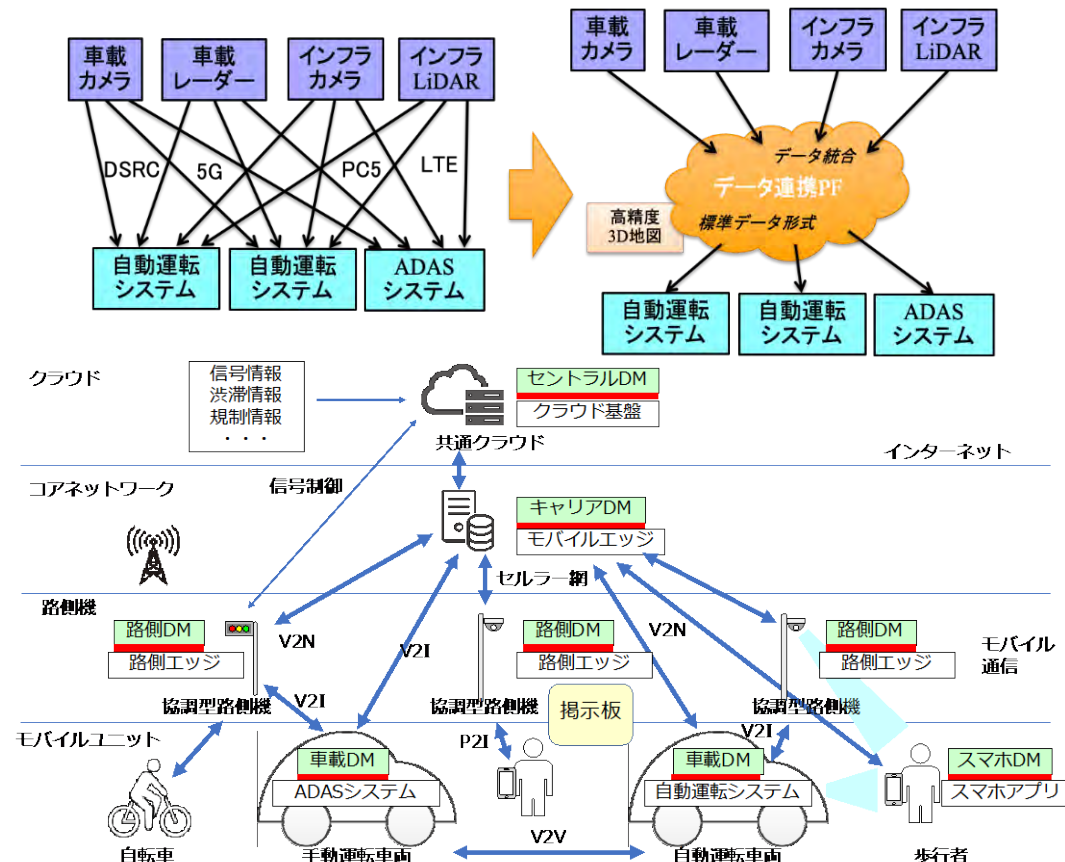 車載
カメラ
車載
レーダー
インフラ
カメラ
インフラ
LiDAR
DSRC
5G
PC5
LTE
自動運転
システム
自動運転
システム
ADAS
システム
車載
カメラ
車載
レーダー
インフラ
カメラ
インフラ
LiDAR
データ統合
データ連携PF
標準データ形式
高精度
3D地図
自動運転
システム
自動運転
システム
ADAS
システム
クラウド
信号情報
渋滞情報
規制情報
・・・
セントラルDM
クラウド基盤
共通クラウド
インターネット
コアネットワーク
信号制御
キャリアDM
モバイルエッジ
セルラー網
路側機
路側DM
路側エッジ
V2N
V2I
路側DM
路側エッジ
V2N
路側DM
路側エッジ
モバイル
通信
協調型路側機
V2I
協調型路側機
掲示板
協調型路側機
モバイルユニット
P2I
V2I
車載DM
ADASシステム
車載DM
自動運転システム
スマホDM
スマホアプリ
V2V
自転車
手動運転車両
自動運転車両
歩行者